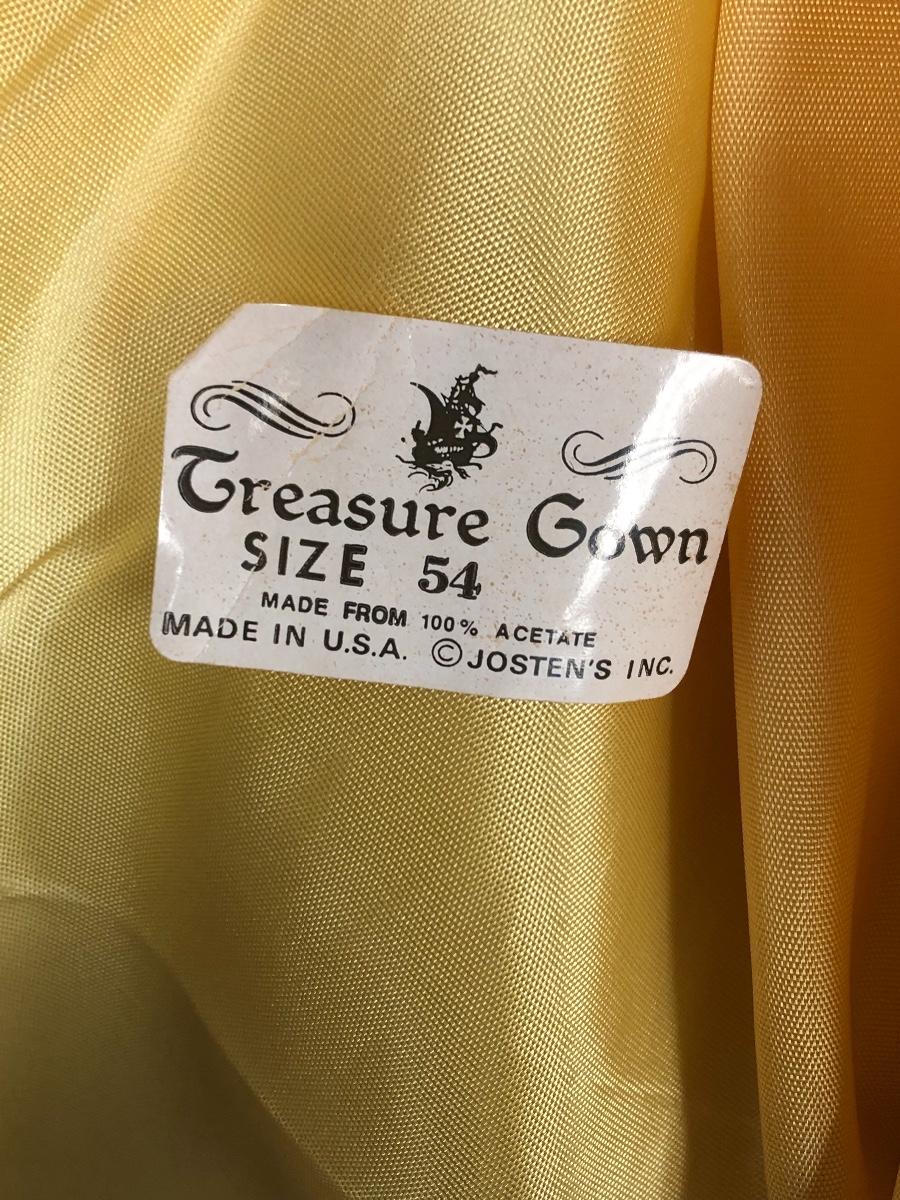 Treasure Gown
SIZE 54
MADE FROM 100% ACETATE
MADE IN U.S.A. ©JOSTEN'S INC.